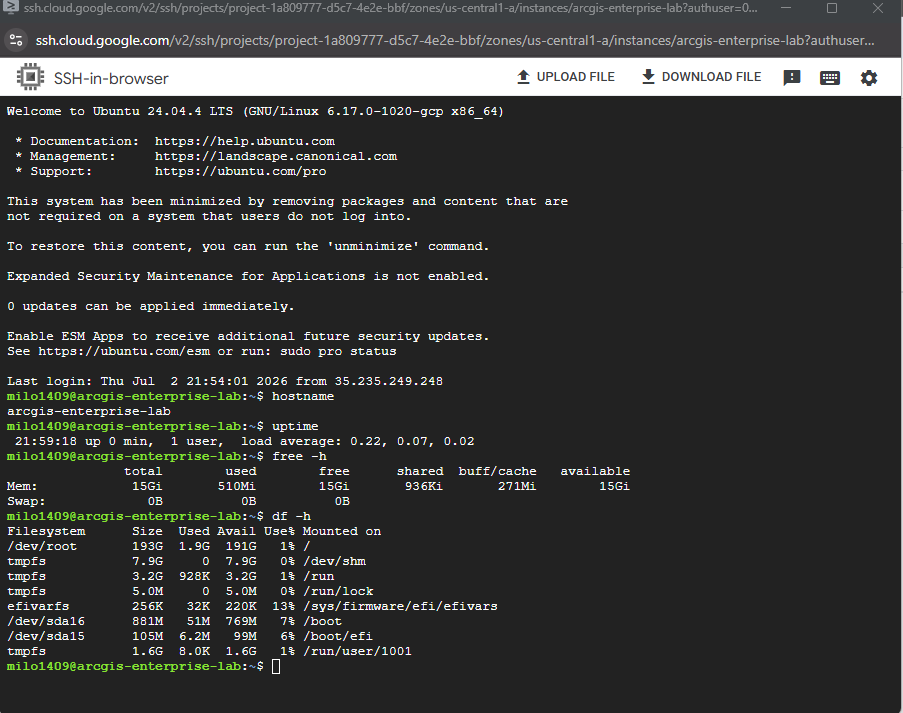 ssh.cloud.google.com/v2/ssh/projects/project-1a809777-d5c7-4e2e-bbf/zones/us-central1-a/instances/arcgis-enterprise-lab?authuser=0...
ssh.cloud.google.com/v2/ssh/projects/project-1a809777-d5c7-4e2e-bbf/zones/us-central1-a/instances/arcgis-enterprise-lab?authuser...
SSH-in-browser UPLOAD FILE DOWNLOAD FILE
Welcome to Ubuntu 24.04.4 LTS (GNU/Linux 6.17.0-1020-gcp x86_64)
* Documentation: https://help.ubuntu.com
* Management: https://landscape.canonical.com
* Support: https://ubuntu.com/pro
This system has been minimized by removing packages and content that are
not required on a system that users do not log into.
To restore this content, you can run the 'unminimize' command.
Expanded Security Maintenance for Applications is not enabled.
0 updates can be applied immediately.
Enable ESM Apps to receive additional future security updates.
See https://ubuntu.com/esm or run: sudo pro status
Last login: Thu Jul  2 21:54:01 2026 from 35.235.249.248
milo1409@arcgis-enterprise-lab:~$ hostname
arcgis-enterprise-lab
milo1409@arcgis-enterprise-lab:~$ uptime
21:59:18 up 0 min,  1 user,  load average: 0.22, 0.07, 0.02
milo1409@arcgis-enterprise-lab:~$ free -h
total used free shared buff/cache available
Mem: 15Gi 510Mi 15Gi 936Ki 271Mi 15Gi
Swap: 0B 0B 0B
milo1409@arcgis-enterprise-lab:~$ df -h
Filesystem Size Used Avail Use% Mounted on
/dev/root 193G 1.9G 191G 1% /
tmpfs 7.9G 0 7.9G 0% /dev/shm
tmpfs 3.2G 928K 3.2G 1% /run
tmpfs 5.0M 0 5.0M 0% /run/lock
efivarfs 256K 32K 220K 13% /sys/firmware/efi/efivars
/dev/sda16 881M 51M 769M 7% /boot
/dev/sda15 105M 6.2M 99M 6% /boot/efi
tmpfs 1.6G 8.0K 1.6G 1% /run/user/1001
milo1409@arcgis-enterprise-lab:~$